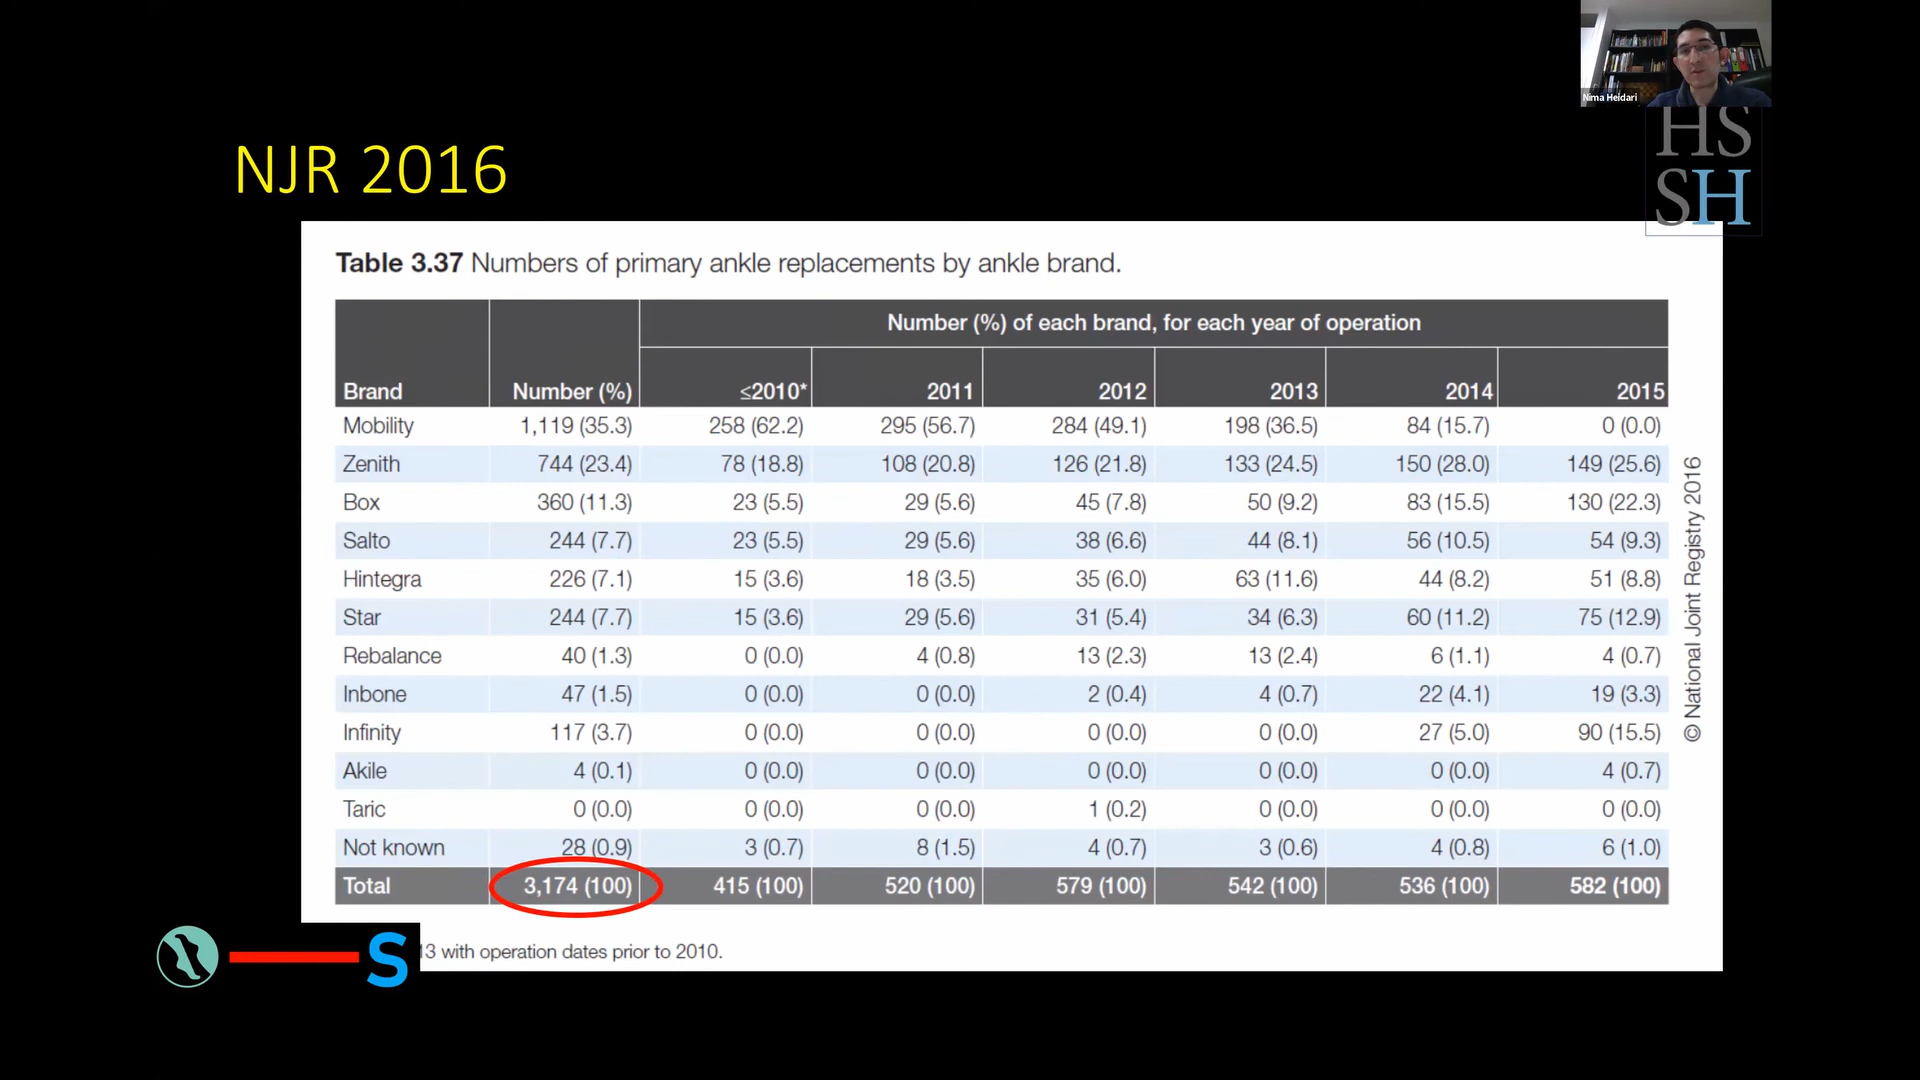 Nima Heidari
HS
SH
NJR 2016
Table 3.37 Numbers of primary ankle replacements by ankle brand.
Number (%) of each brand, for each year of operation
Brand Number (%) ≤2010* 2011 2012 2013 2014 2015
Mobility 1,119 (35.3) 258 (62.2) 295 (56.7) 284 (49.1) 198 (36.5) 84 (15.7) 0 (0.0)
Zenith 744 (23.4) 78 (18.8) 108 (20.8) 126 (21.8) 133 (24.5) 150 (28.0) 149 (25.6)
Box 360 (11.3) 23 (5.5) 29 (5.6) 45 (7.8) 50 (9.2) 83 (15.5) 130 (22.3)
Salto 244 (7.7) 23 (5.5) 29 (5.6) 38 (6.6) 44 (8.1) 56 (10.5) 54 (9.3)
Hintegra 226 (7.1) 15 (3.6) 18 (3.5) 35 (6.0) 63 (11.6) 44 (8.2) 51 (8.8)
Star 244 (7.7) 15 (3.6) 29 (5.6) 31 (5.4) 34 (6.3) 60 (11.2) 75 (12.9)
Rebalance 40 (1.3) 0 (0.0) 4 (0.8) 13 (2.3) 13 (2.4) 6 (1.1) 4 (0.7)
Inbone 47 (1.5) 0 (0.0) 0 (0.0) 2 (0.4) 4 (0.7) 22 (4.1) 19 (3.3)
Infinity 117 (3.7) 0 (0.0) 0 (0.0) 0 (0.0) 0 (0.0) 27 (5.0) 90 (15.5)
Akile 4 (0.1) 0 (0.0) 0 (0.0) 0 (0.0) 0 (0.0) 0 (0.0) 4 (0.7)
Taric 0 (0.0) 0 (0.0) 0 (0.0) 1 (0.2) 0 (0.0) 0 (0.0) 0 (0.0)
Not known 28 (0.9) 3 (0.7) 8 (1.5) 4 (0.7) 3 (0.6) 4 (0.8) 6 (1.0)
Total 3,174 (100) 415 (100) 520 (100) 579 (100) 542 (100) 536 (100) 582 (100)
© National Joint Registry 2016
S
13 with operation dates prior to 2010.